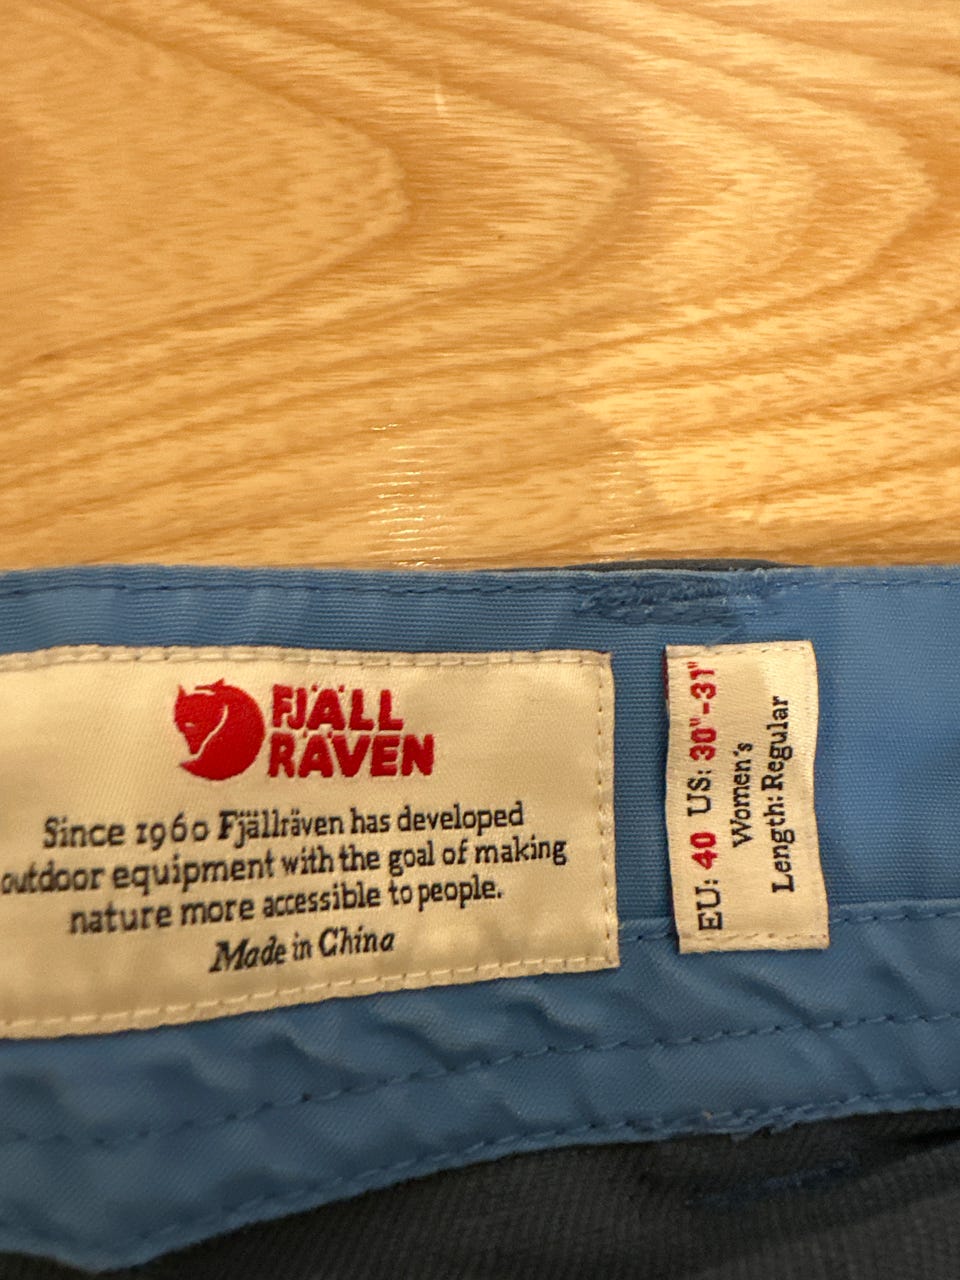 FJÄLL
RÄVEN
Since 1960 Fjällräven has developed
outdoor equipment with the goal of making
nature more accessible to people.
Made in China
EU: 40 US: 30"-31"
Women's
Length: Regular